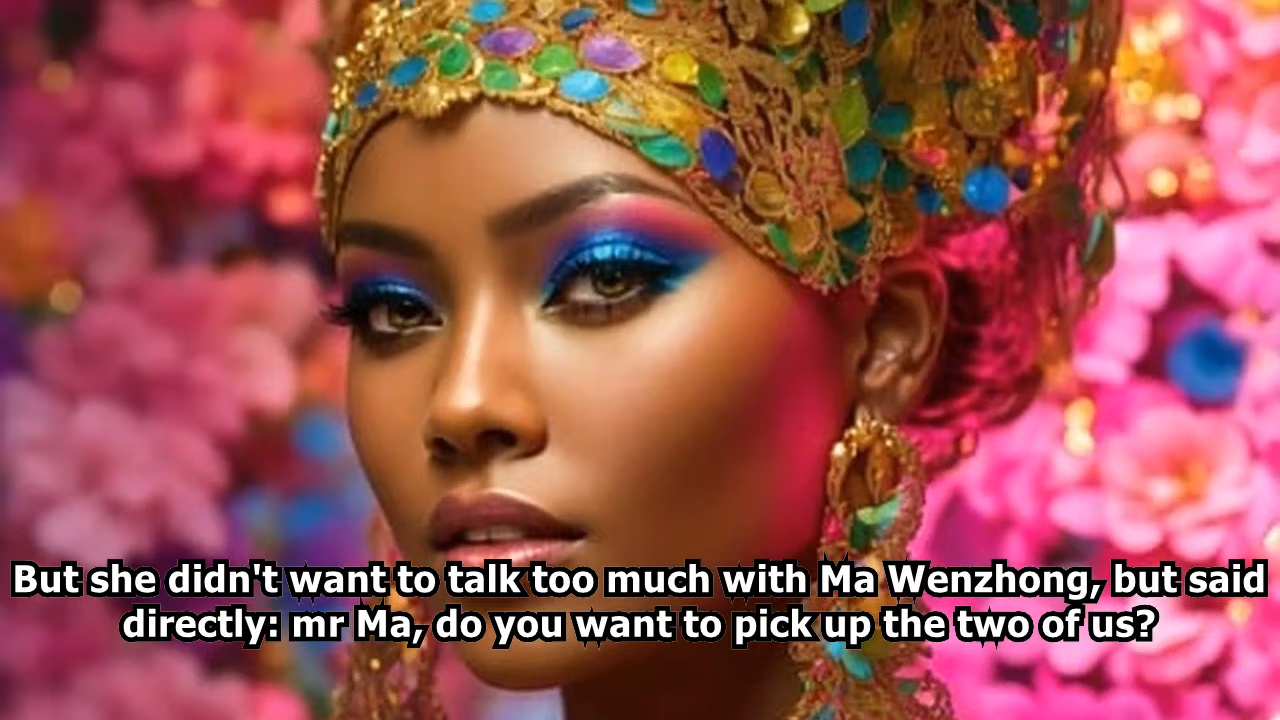 But she didn't want to talk too much with Ma Wenzhong, but said
directly: mr Ma, do you want to pick up the two of us?